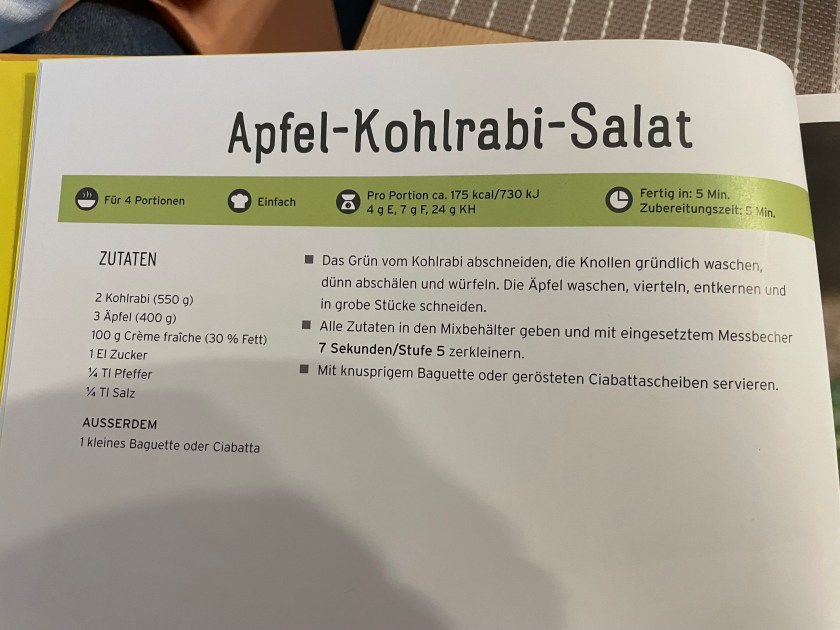 Apfel-Kohlrabi-Salat
Für 4 Portionen
Einfach
Pro Portion ca. 175 kcal/730 kJ
4 g E, 7 g F, 24 g KH
Fertig in: 5 Min.
Zubereitungszeit: 5 Min.
ZUTATEN
2 Kohlrabi (550 g)
3 Äpfel (400 g)
100 g Crème fraîche (30 % Fett)
1 El Zucker
¼ Tl Pfeffer
¼ Tl Salz
AUSSERDEM
1 kleines Baguette oder Ciabatta
Das Grün vom Kohlrabi abschneiden, die Knollen gründlich waschen,
dünn abschälen und würfeln. Die Äpfel waschen, vierteln, entkernen und
in grobe Stücke schneiden.
Alle Zutaten in den Mixbehälter geben und mit eingesetztem Messbecher
7 Sekunden/Stufe 5 zerkleinern.
Mit knusprigem Baguette oder gerösteten Ciabattascheiben servieren.